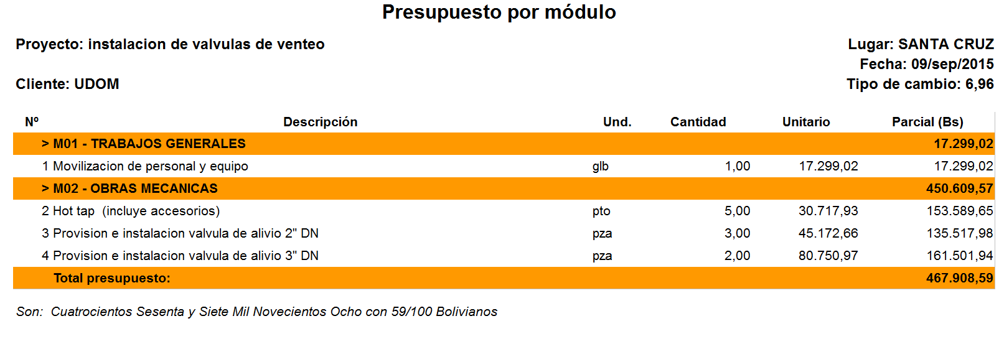 Presupuesto por módulo
Proyecto: instalacion de valvulas de venteo Lugar: SANTA CRUZ
Fecha: 09/sep/2015
Cliente: UDOM Tipo de cambio: 6,96
Nº Descripción Und. Cantidad Unitario Parcial (Bs)
> M01 - TRABAJOS GENERALES 17.299,02
1 Movilizacion de personal y equipo glb 1,00 17.299,02 17.299,02
> M02 - OBRAS MECANICAS 450.609,57
2 Hot tap (incluye accesorios) pto 5,00 30.717,93 153.589,65
3 Provision e instalacion valvula de alivio 2" DN pza 3,00 45.172,66 135.517,98
4 Provision e instalacion valvula de alivio 3" DN pza 2,00 80.750,97 161.501,94
Total presupuesto: 467.908,59
Son: Cuatrocientos Sesenta y Siete Mil Novecientos Ocho con 59/100 Bolivianos